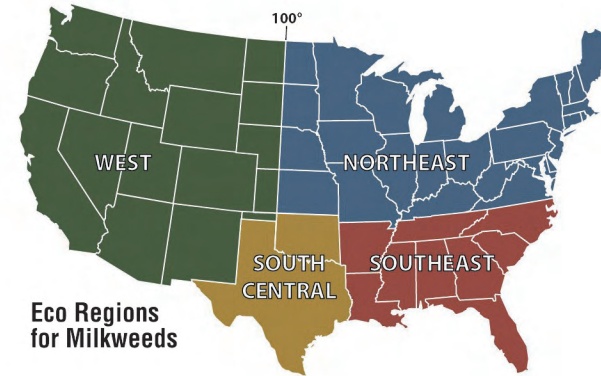 100°
WEST
NORTHEAST
SOUTH
CENTRAL
SOUTHEAST
Eco Regions
for Milkweeds